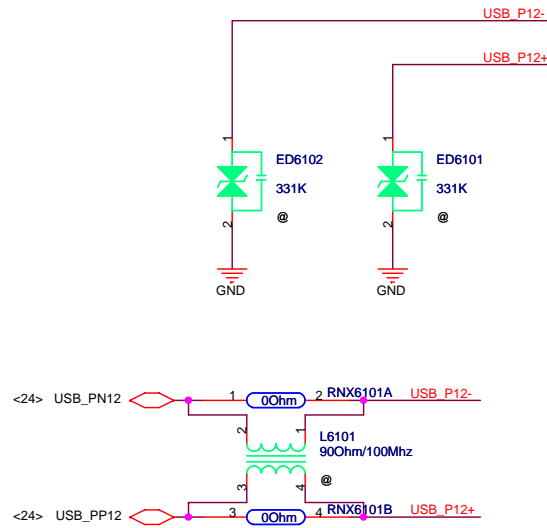 USB_P12-
USB_P12+
1
1
ED6102
ED6101
331K
331K
@
@
2
2
GND
GND
<24> USB_PN12
1
0Ohm
2
RNX6101A
USB_P12-
2
1
L6101
90Ohm/100Mhz
@
3
4
<24> USB_PP12
3
0Ohm
4
RNX6101B
USB_P12+